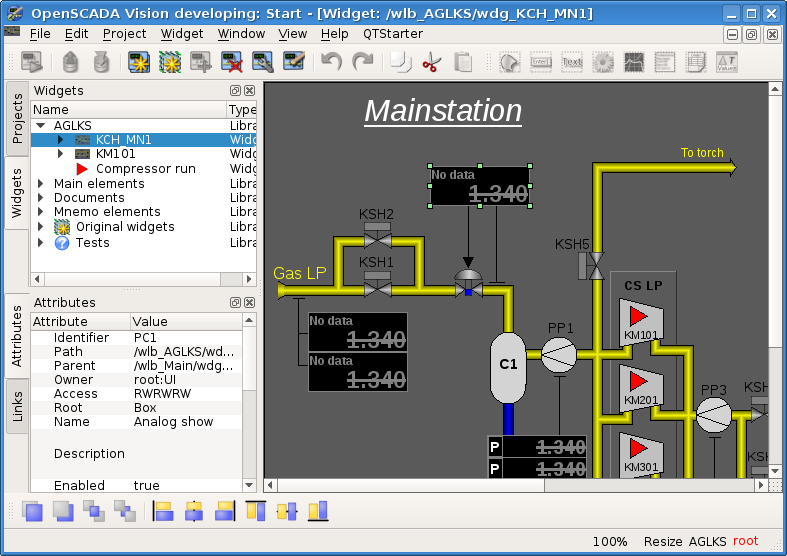 OpenSCADA Vision developing: Start - [Widget: /wlb_AGLKS/wdg_KCH_MN1]
File Edit Project Widget Window View Help QTStarter
Projects
Widgets
Attributes
Links
Widgets
Name Type
AGLKS Libra
KCH_MN1 Widg
KM101 Widg
Compressor run Widg
Main elements Libra
Documents Libra
Mnemo elements Libra
Original widgets Libra
Tests Libra
Attributes
Attribute Value
Identifier PC1
Path /wlb_AGLKS/wd...
Parent /wlb_Main/wdg...
Owner root:UI
Access RWRWRW
Root Box
Name Analog show
Description
Enabled true
Mainstation
To torch
No data
1.340
KSH2
KSH5
KSH1
Gas LP
CS LP
No data
1.340
No data
1.340
PP1
KM101
C1
KM201
PP3
KSH
P 1.340
P 1.340
KM301
KSH
100% Resize AGLKS root